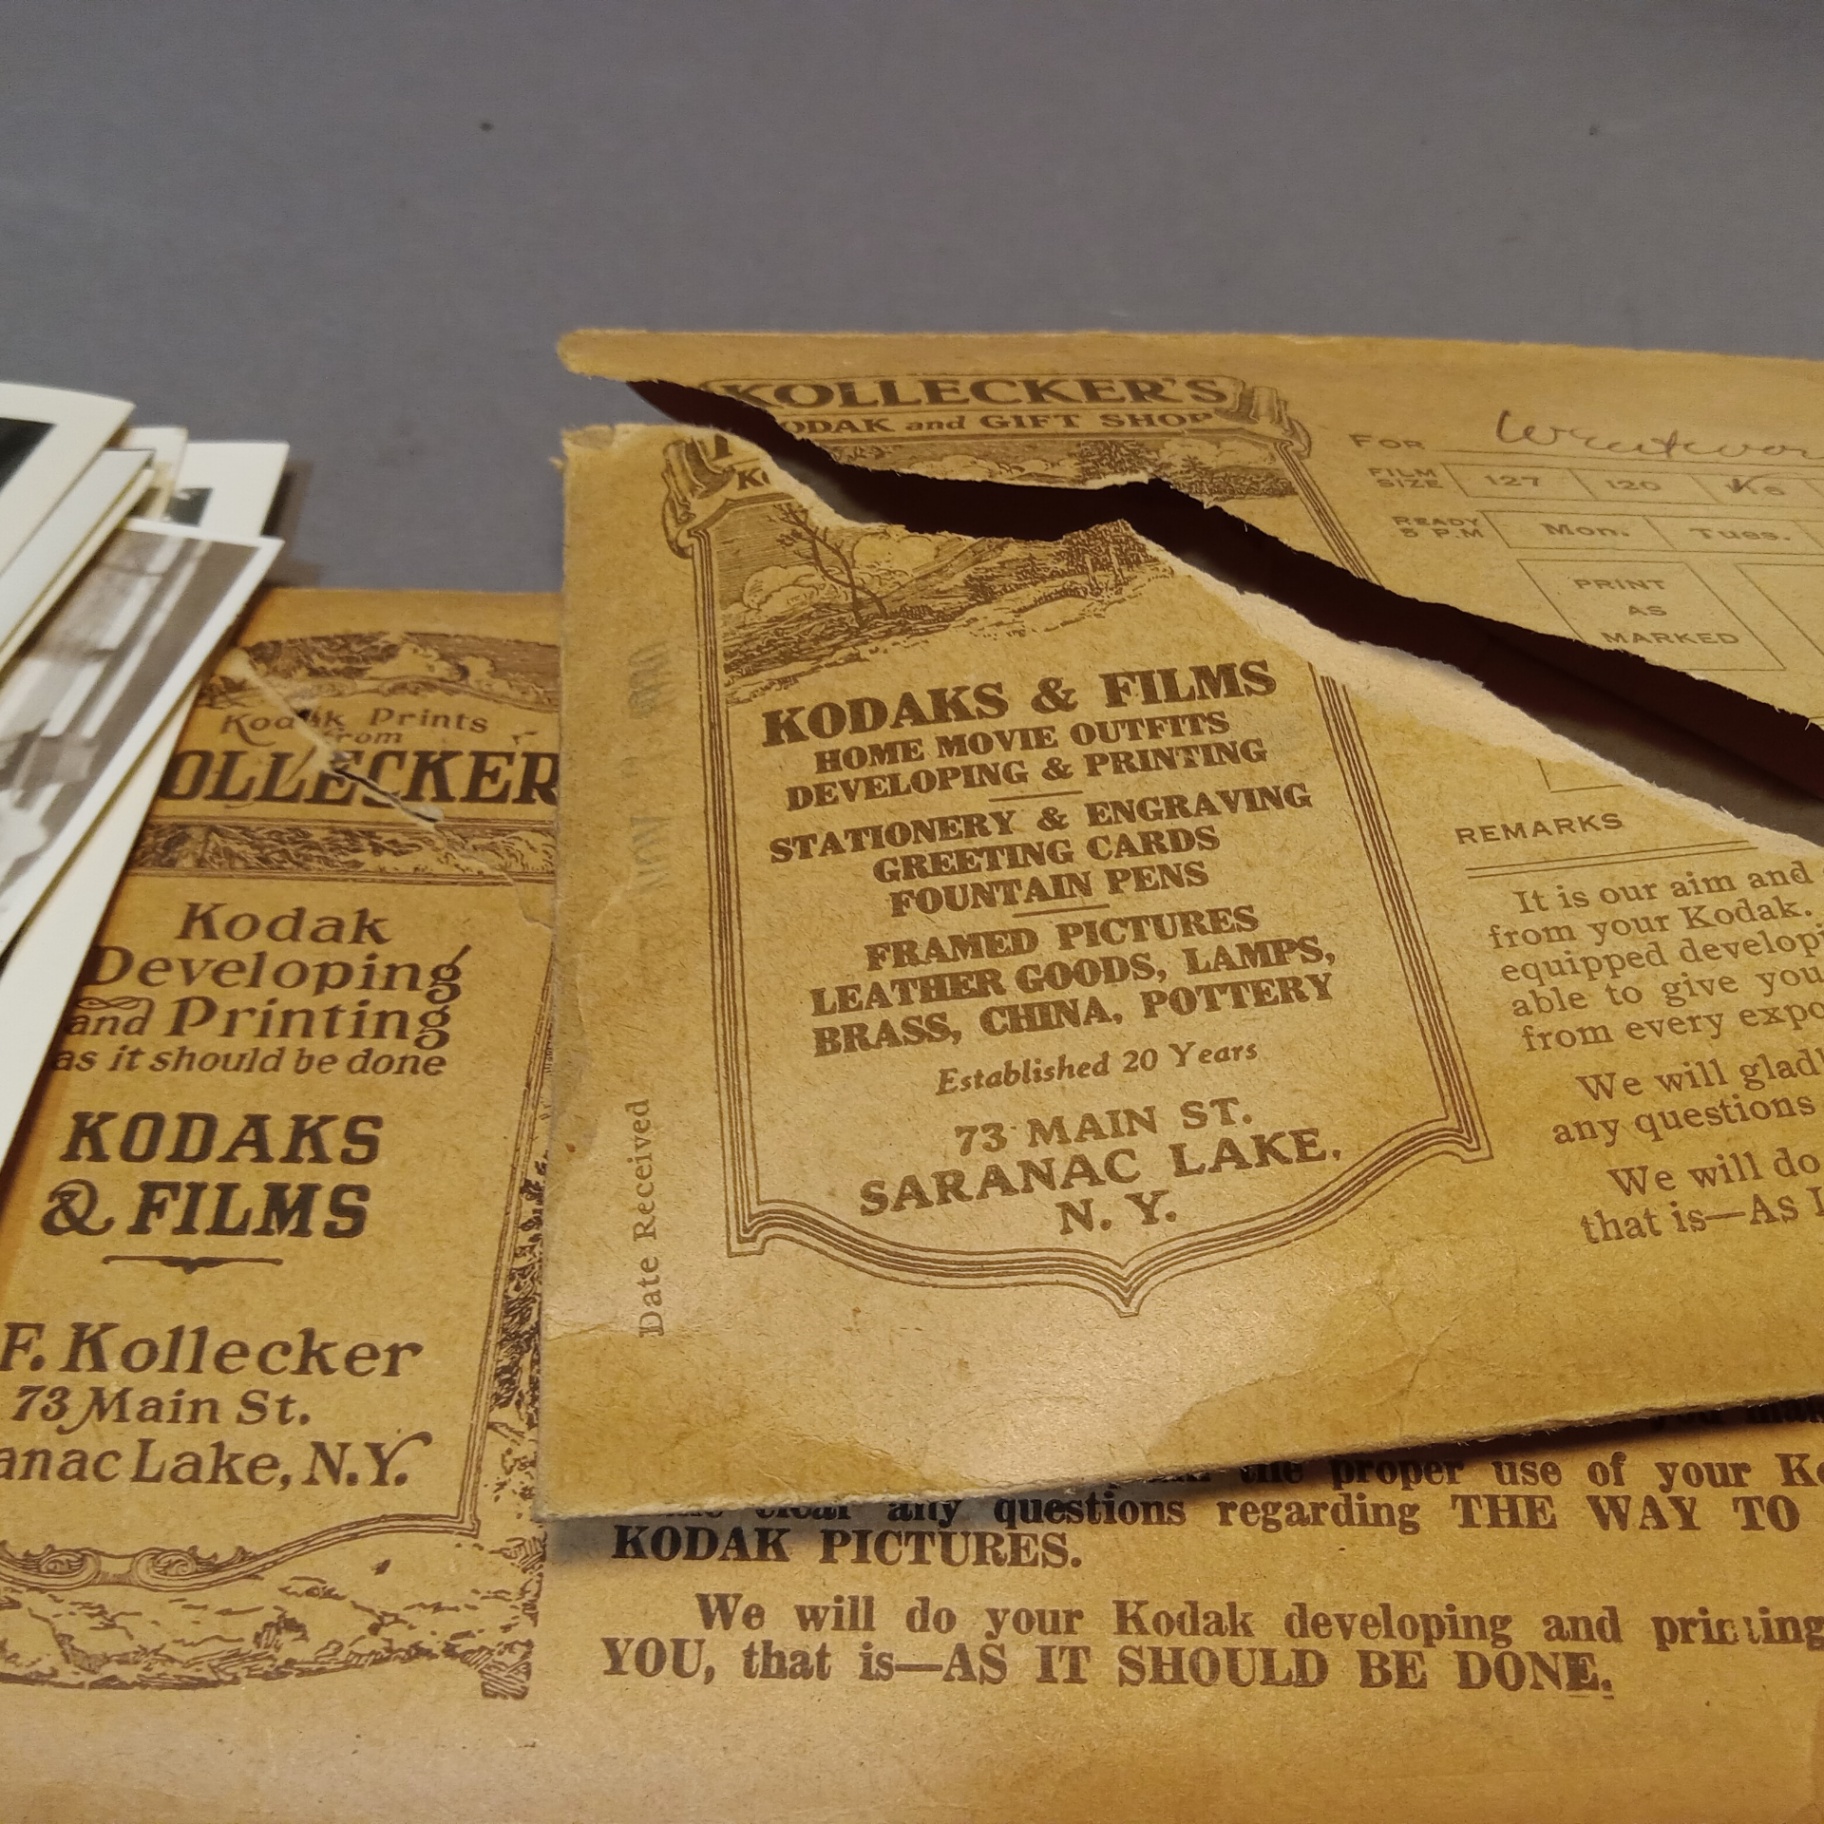 Kodak Prints
from
OLLECKER
Kodak
Developing
and Printing
as it should be done
KODAKS
& FILMS
F. Kollecker
73 Main St.
anac Lake, N.Y.
KOLLECKER'S
ODAK and GIFT SHOP
KODAKS & FILMS
HOME MOVIE OUTFITS
DEVELOPING & PRINTING
STATIONERY & ENGRAVING
GREETING CARDS
FOUNTAIN PENS
FRAMED PICTURES
LEATHER GOODS, LAMPS,
BRASS, CHINA, POTTERY
Established 20 Years
73 MAIN ST.
SARANAC LAKE,
N. Y.
Date Received
NOV
FOR
FILM SIZE 127 120
READY 5 P.M Mon. Tues.
PRINT
AS
MARKED
REMARKS
It is our aim and
from your Kodak.
equipped developi
able to give you
from every expo
We will glad
any questions
We will do
that is—As I
the proper use of your Ko
clear any questions regarding THE WAY TO
KODAK PICTURES.
We will do your Kodak developing and printing
YOU, that is—AS IT SHOULD BE DONE.